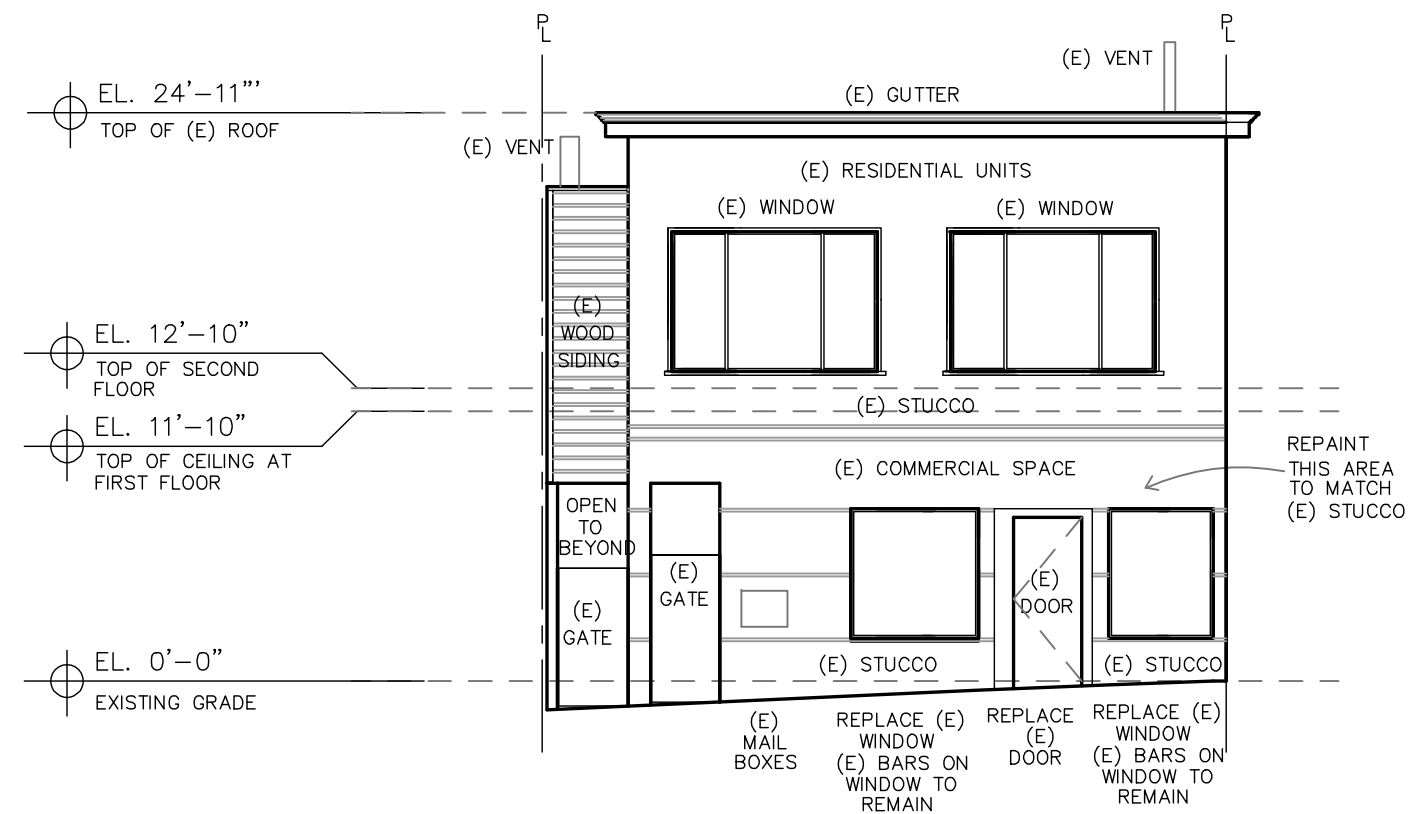 PL
PL
(E) VENT
EL. 24'-11"'
(E) GUTTER
TOP OF (E) ROOF
(E) VENT
(E) RESIDENTIAL UNITS
(E) WINDOW
(E) WINDOW
(E)
WOOD
SIDING
EL. 12'-10"
TOP OF SECOND
FLOOR
(E) STUCCO
EL. 11'-10"
TOP OF CEILING AT
FIRST FLOOR
(E) COMMERCIAL SPACE
REPAINT
THIS AREA
TO MATCH
(E) STUCCO
OPEN
TO
BEYOND
(E)
GATE
(E)
GATE
(E)
DOOR
EL. 0'-0"
EXISTING GRADE
(E) STUCCO
(E) STUCCO
(E)
MAIL
BOXES
REPLACE (E)
WINDOW
(E) BARS ON
WINDOW TO
REMAIN
REPLACE
(E)
DOOR
REPLACE (E)
WINDOW
(E) BARS ON
WINDOW TO
REMAIN